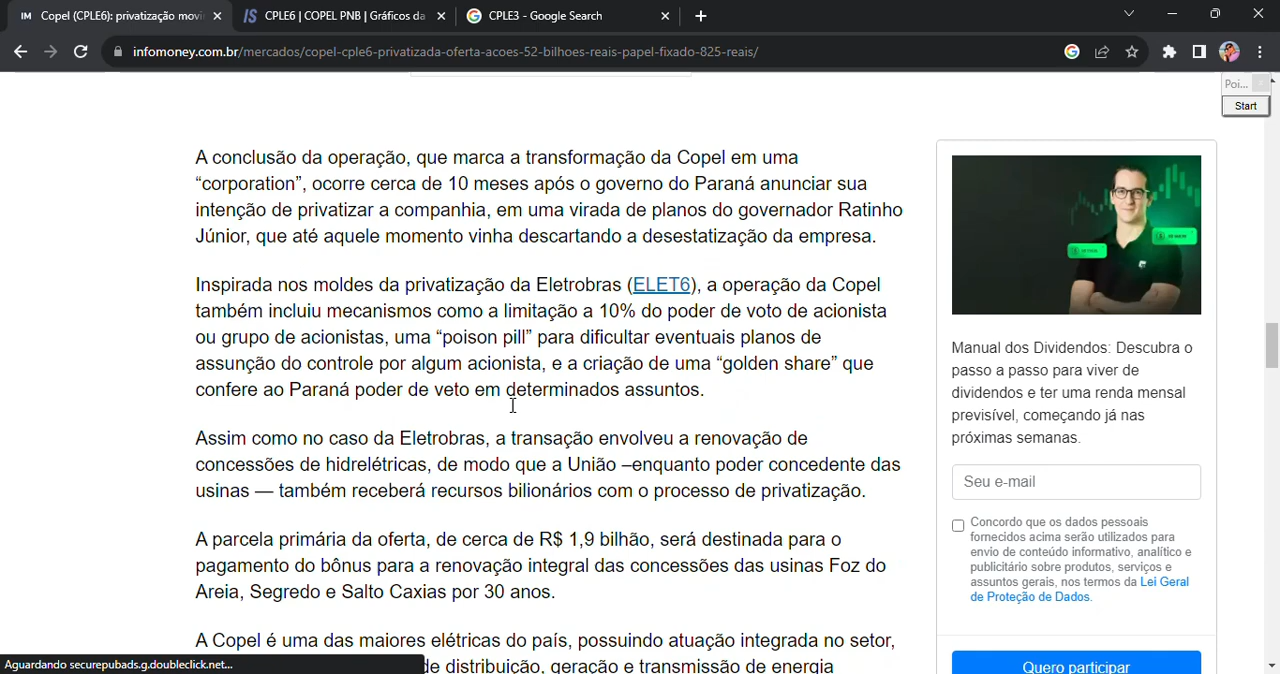 Copel (CPLE6): privatização movi
CPLE6 | COPEL PNB | Gráficos da
CPLE3 - Google Search
infomoney.com.br/mercados/copel-cple6-privatizada-oferta-acoes-52-bilhoes-reais-papel-fixado-825-reais/
Poi...
Start
A conclusão da operação, que marca a transformação da Copel em uma
“corporation”, ocorre cerca de 10 meses após o governo do Paraná anunciar sua
intenção de privatizar a companhia, em uma virada de planos do governador Ratinho
Júnior, que até aquele momento vinha descartando a desestatização da empresa.
Inspirada nos moldes da privatização da Eletrobras (ELET6), a operação da Copel
também incluiu mecanismos como a limitação a 10% do poder de voto de acionista
ou grupo de acionistas, uma “poison pill” para dificultar eventuais planos de
assunção do controle por algum acionista, e a criação de uma “golden share” que
confere ao Paraná poder de veto em determinados assuntos.
Assim como no caso da Eletrobras, a transação envolveu a renovação de
concessões de hidrelétricas, de modo que a União –enquanto poder concedente das
usinas — também receberá recursos bilionários com o processo de privatização.
A parcela primária da oferta, de cerca de R$ 1,9 bilhão, será destinada para o
pagamento do bônus para a renovação integral das concessões das usinas Foz do
Areia, Segredo e Salto Caxias por 30 anos.
A Copel é uma das maiores elétricas do país, possuindo atuação integrada no setor,
de distribuição, geração e transmissão de energia
Manual dos Dividendos: Descubra o
passo a passo para viver de
dividendos e ter uma renda mensal
previsível, começando já nas
próximas semanas.
Seu e-mail
Concordo que os dados pessoais
fornecidos acima serão utilizados para
envio de conteúdo informativo, analítico e
publicitário sobre produtos, serviços e
assuntos gerais, nos termos da Lei Geral
de Proteção de Dados.
Quero participar
Aguardando securepubads.g.doubleclick.net...